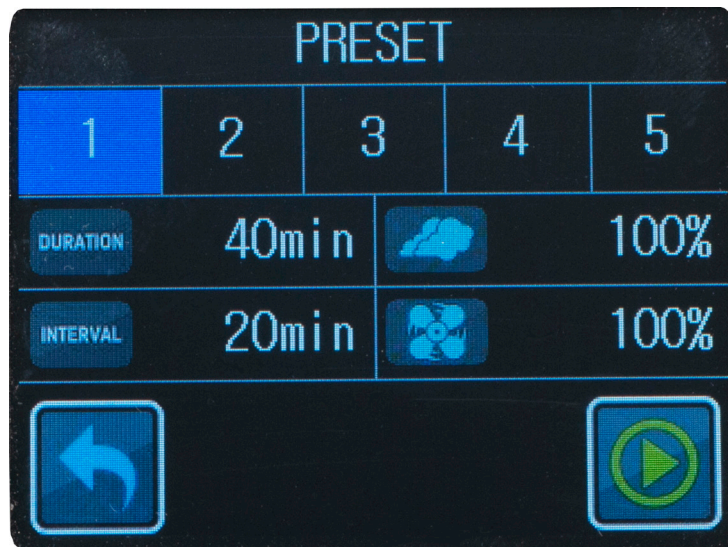 PRESET
1 2 3 4 5
DURATION 40min 100%
INTERVAL 20min 100%